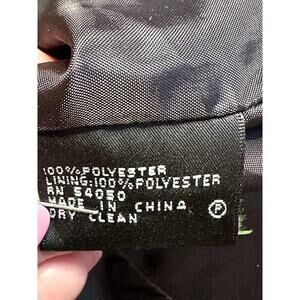 100% POLYESTER
LINING:100% POLYESTER
RN 54050
MADE IN CHINA Ⓟ
DRY CLEAN